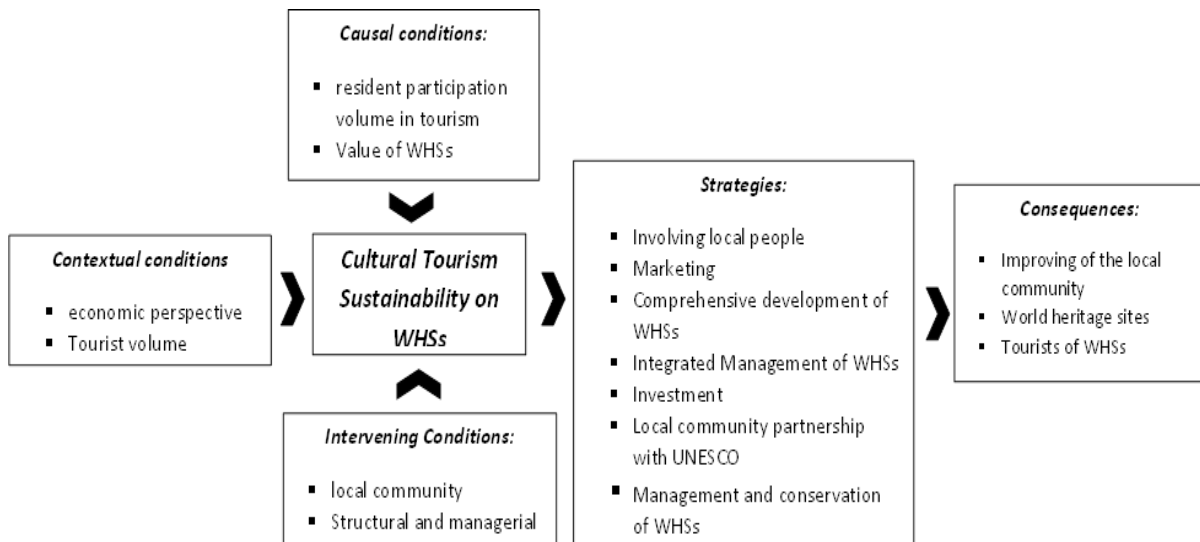 Causal conditions:
▪ resident participation
volume in tourism
▪ Value of WHSs
Contextual conditions
▪ economic perspective
▪ Tourist volume
Cultural Tourism
Sustainability on
WHSs
Intervening Conditions:
▪ local community
▪ Structural and managerial
Strategies:
▪ Involving local people
▪ Marketing
▪ Comprehensive development of
WHSs
▪ Integrated Management of WHSs
▪ Investment
▪ Local community partnership
with UNESCO
▪ Management and conservation
of WHSs
Consequences:
▪ Improving of the local
community
▪ World heritage sites
▪ Tourists of WHSs